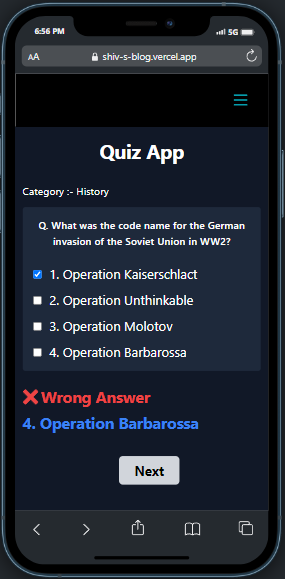 6:56 PM 5G
AA shiv-s-blog.vercel.app
Quiz App
Category :- History
Q. What was the code name for the German
invasion of the Soviet Union in WW2?
1. Operation Kaiserschlact
2. Operation Unthinkable
3. Operation Molotov
4. Operation Barbarossa
❌ Wrong Answer
4. Operation Barbarossa
Next